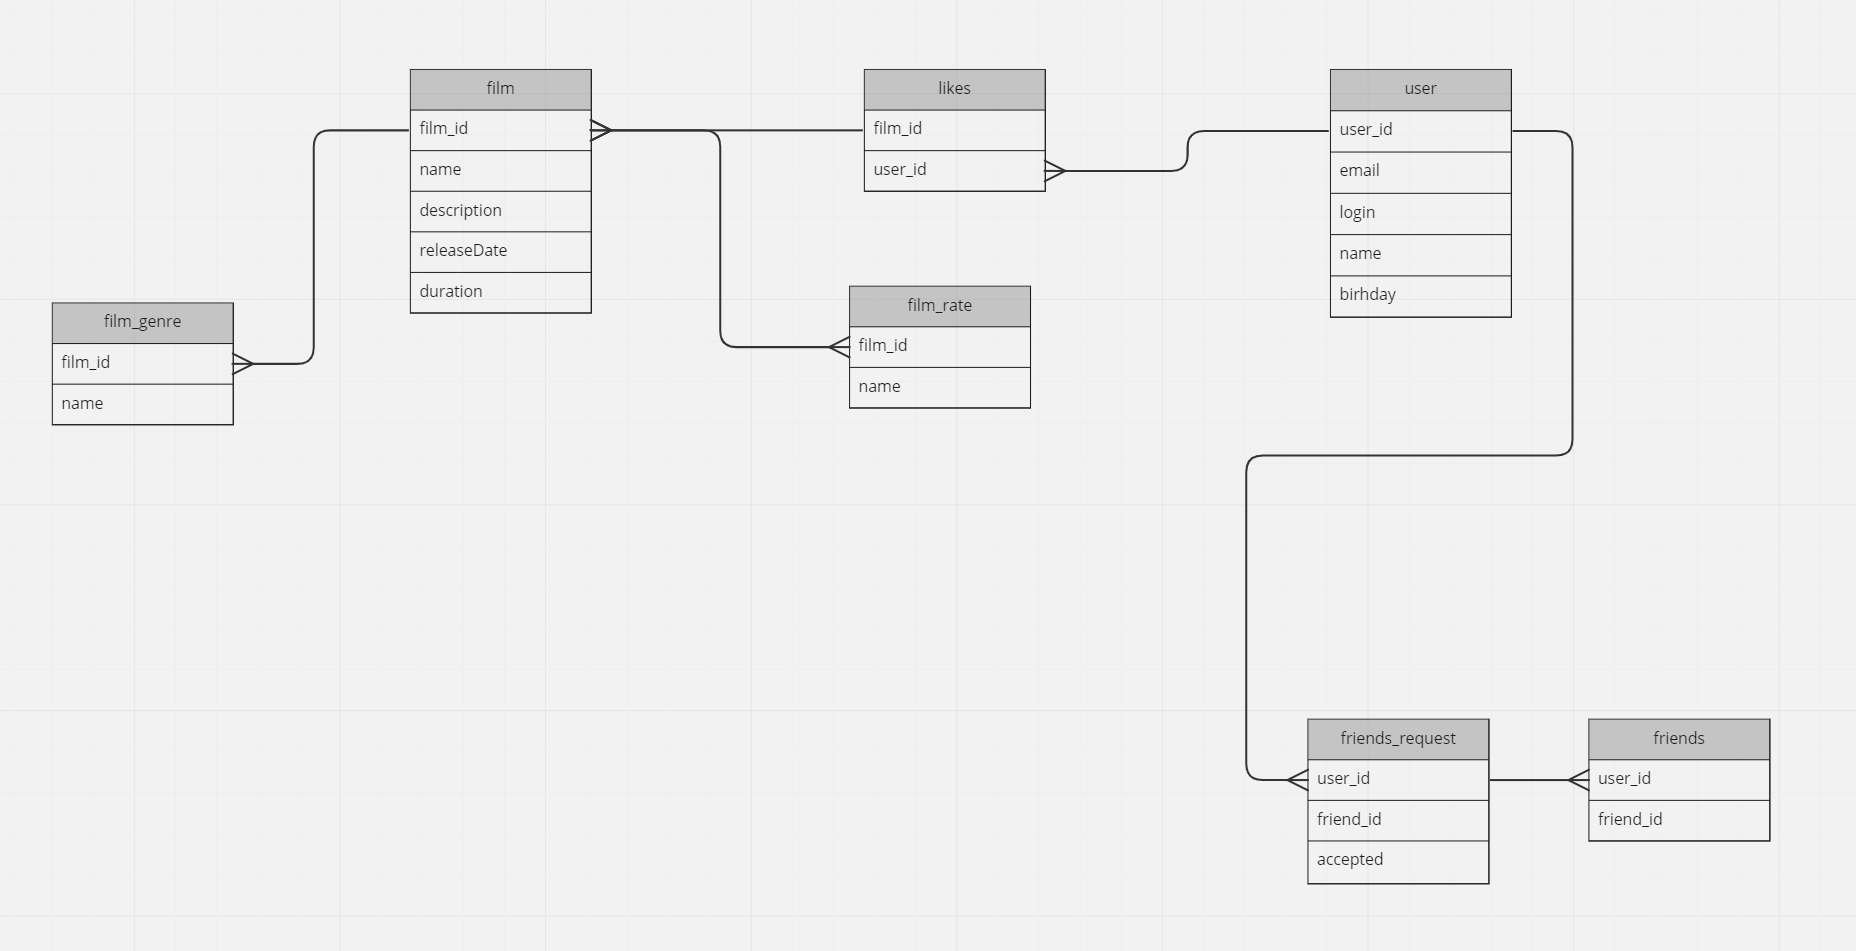 film
film_id
name
description
releaseDate
duration
likes
film_id
user_id
user
user_id
email
login
name
birhday
film_genre
film_id
name
film_rate
film_id
name
friends_request
user_id
friend_id
accepted
friends
user_id
friend_id